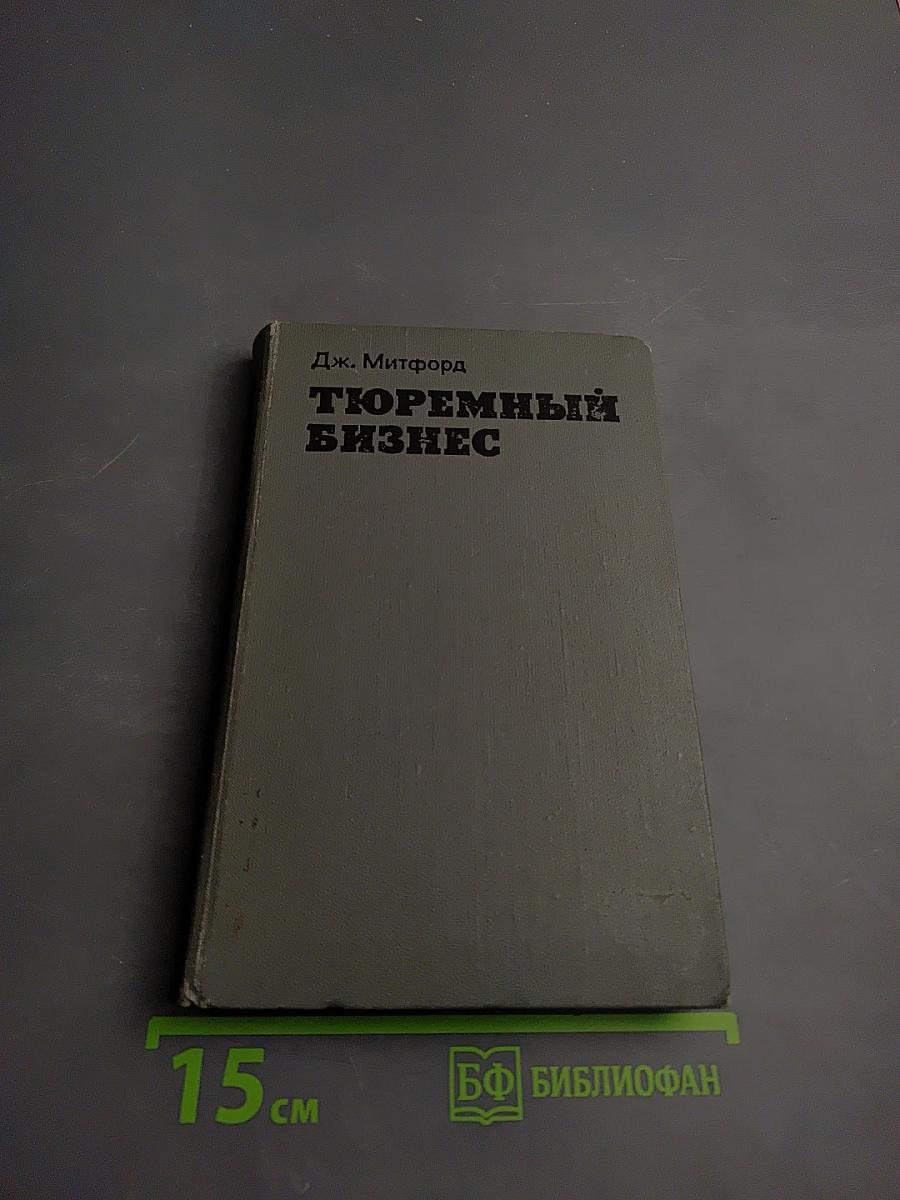 Дж. Митфорд
ТЮРЕМНЫЙ
БИЗНЕС
15 см
БФ БИБЛИОФАН